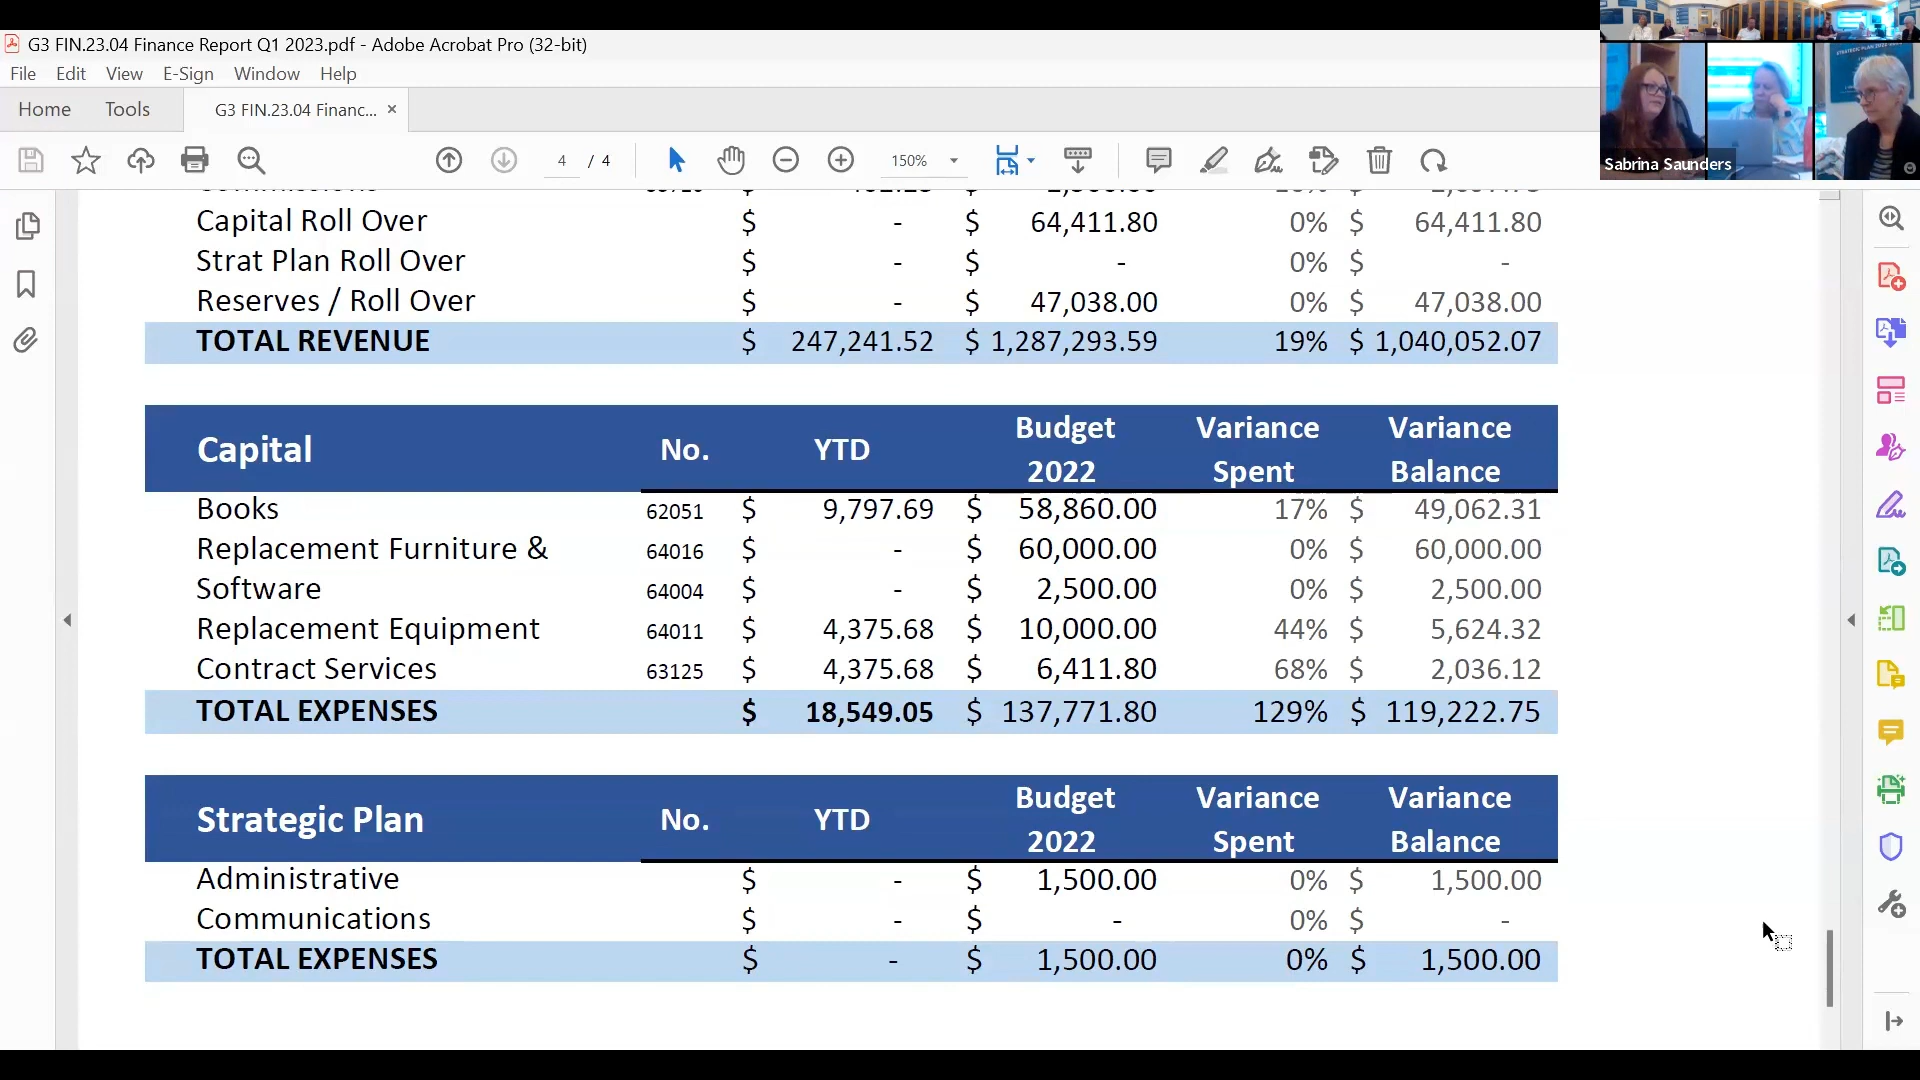 G3 FIN.23.04 Finance Report Q1 2023.pdf - Adobe Acrobat Pro (32-bit)
File Edit View E-Sign Window Help
Home Tools G3 FIN.23.04 Financ... ×
4 / 4 150%
Sabrina Saunders
Capital Roll Over $ - $ 64,411.80 0% $ 64,411.80
Strat Plan Roll Over $ - $ - 0% $ -
Reserves / Roll Over $ - $ 47,038.00 0% $ 47,038.00
TOTAL REVENUE $ 247,241.52 $ 1,287,293.59 19% $ 1,040,052.07
Capital No. YTD Budget 2022 Variance Spent Variance Balance
Books 62051 $ 9,797.69 $ 58,860.00 17% $ 49,062.31
Replacement Furniture & 64016 $ - $ 60,000.00 0% $ 60,000.00
Software 64004 $ - $ 2,500.00 0% $ 2,500.00
Replacement Equipment 64011 $ 4,375.68 $ 10,000.00 44% $ 5,624.32
Contract Services 63125 $ 4,375.68 $ 6,411.80 68% $ 2,036.12
TOTAL EXPENSES $ 18,549.05 $ 137,771.80 129% $ 119,222.75
Strategic Plan No. YTD Budget 2022 Variance Spent Variance Balance
Administrative $ - $ 1,500.00 0% $ 1,500.00
Communications $ - $ - 0% $ -
TOTAL EXPENSES $ - $ 1,500.00 0% $ 1,500.00